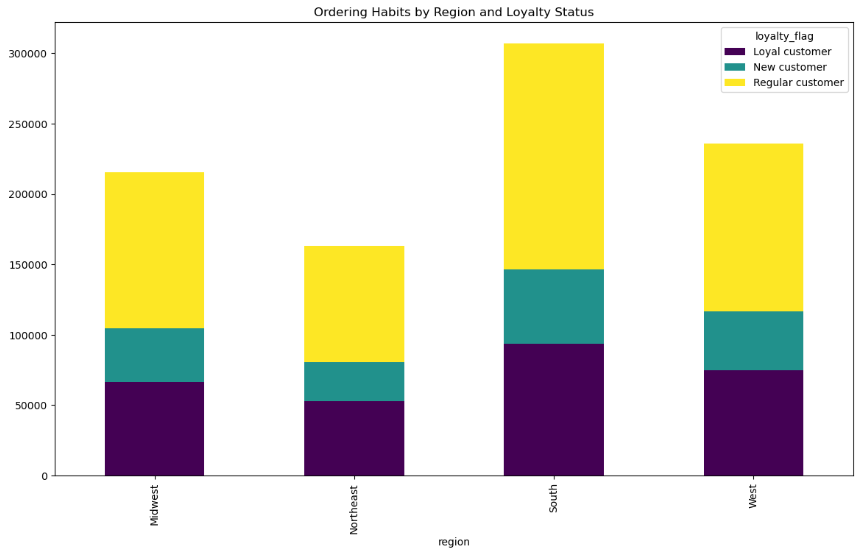 Ordering Habits by Region and Loyalty Status
loyalty_flag
Loyal customer
New customer
Regular customer
300000
250000
200000
150000
100000
50000
0
Midwest
Northeast
South
West
region